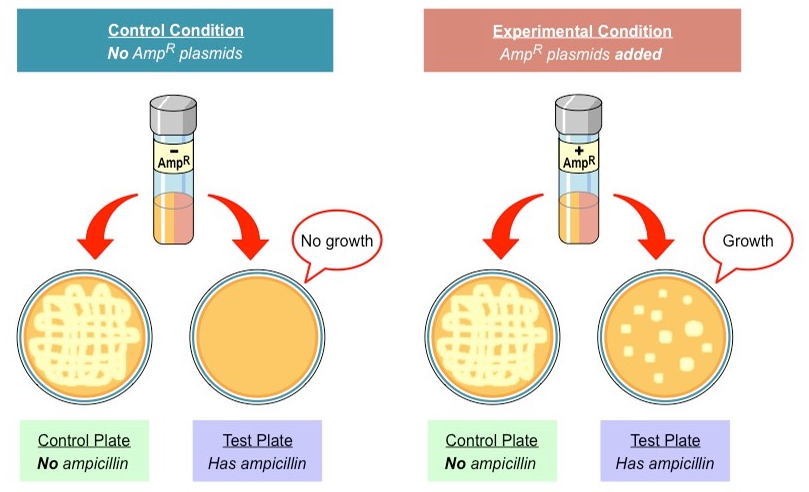 Control Condition
No AmpR plasmids
Experimental Condition
AmpR plasmids added
–
AmpR
No growth
+
AmpR
Growth
Control Plate
No ampicillin
Test Plate
Has ampicillin
Control Plate
No ampicillin
Test Plate
Has ampicillin